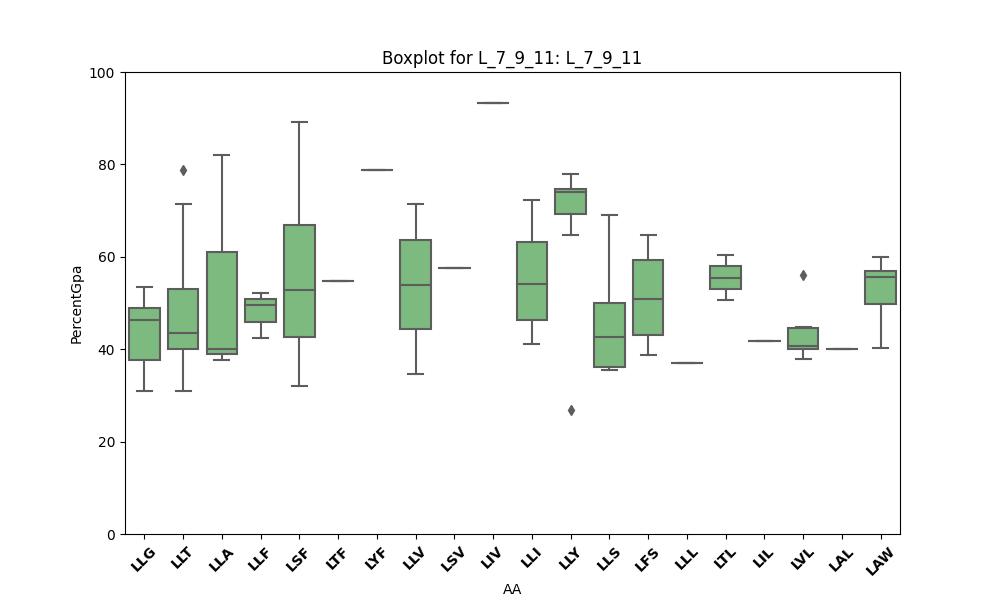 Boxplot for L_7_9_11: L_7_9_11
100
80
60
40
20
0
PercentGpa
LLG LLT LLA LLF LSF LTF LYF LLV LSV LIV LLI LLY LLS LFS LLL LTL LIL LVL LAL LAW
AA